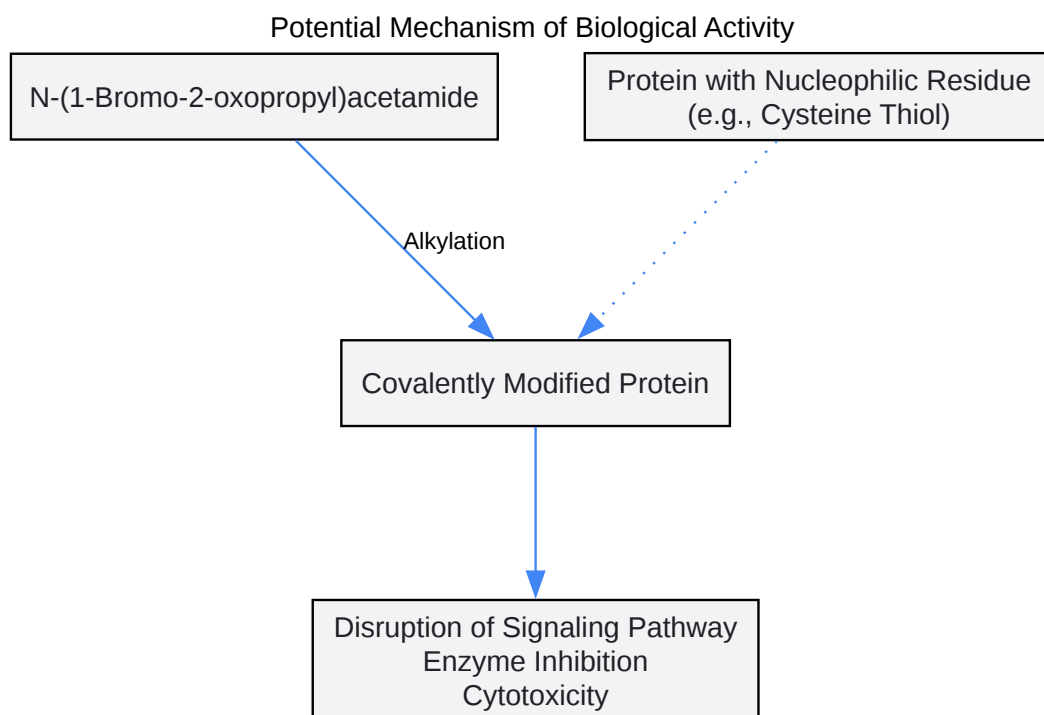 Potential Mechanism of Biological Activity
N-(1-Bromo-2-oxopropyl)acetamide
Protein with Nucleophilic Residue
(e.g., Cysteine Thiol)
Alkylation
Covalently Modified Protein
Disruption of Signaling Pathway
Enzyme Inhibition
Cytotoxicity